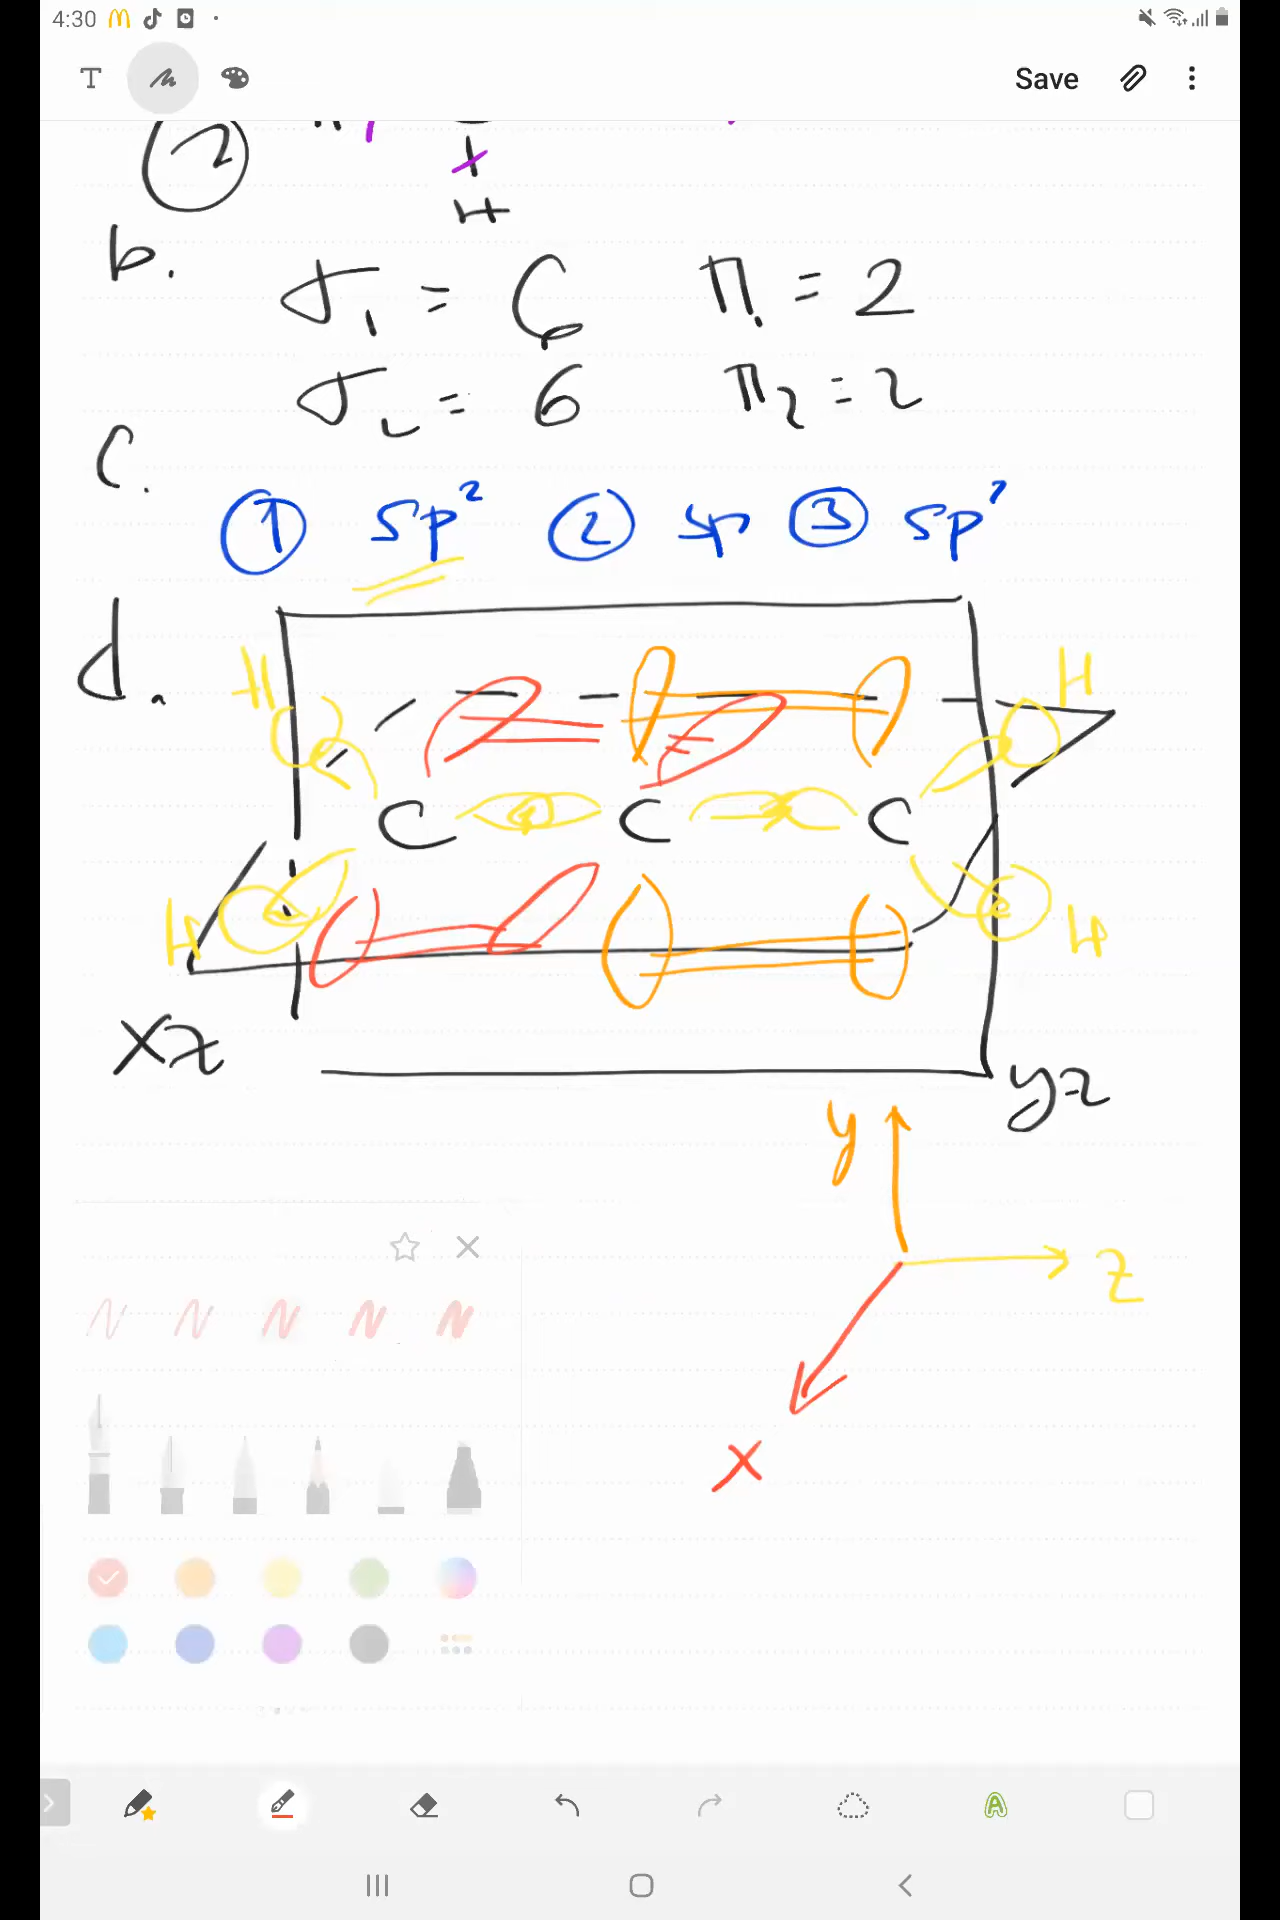 4:30
T Save
2
H
b.
σ₁ = 6 π₁ = 2
σ₂ = 6 π₂ = 2
c.
① sp² ② sp ③ sp²
d.
H H
C C C
H H
xz
yz
y
z
x
A